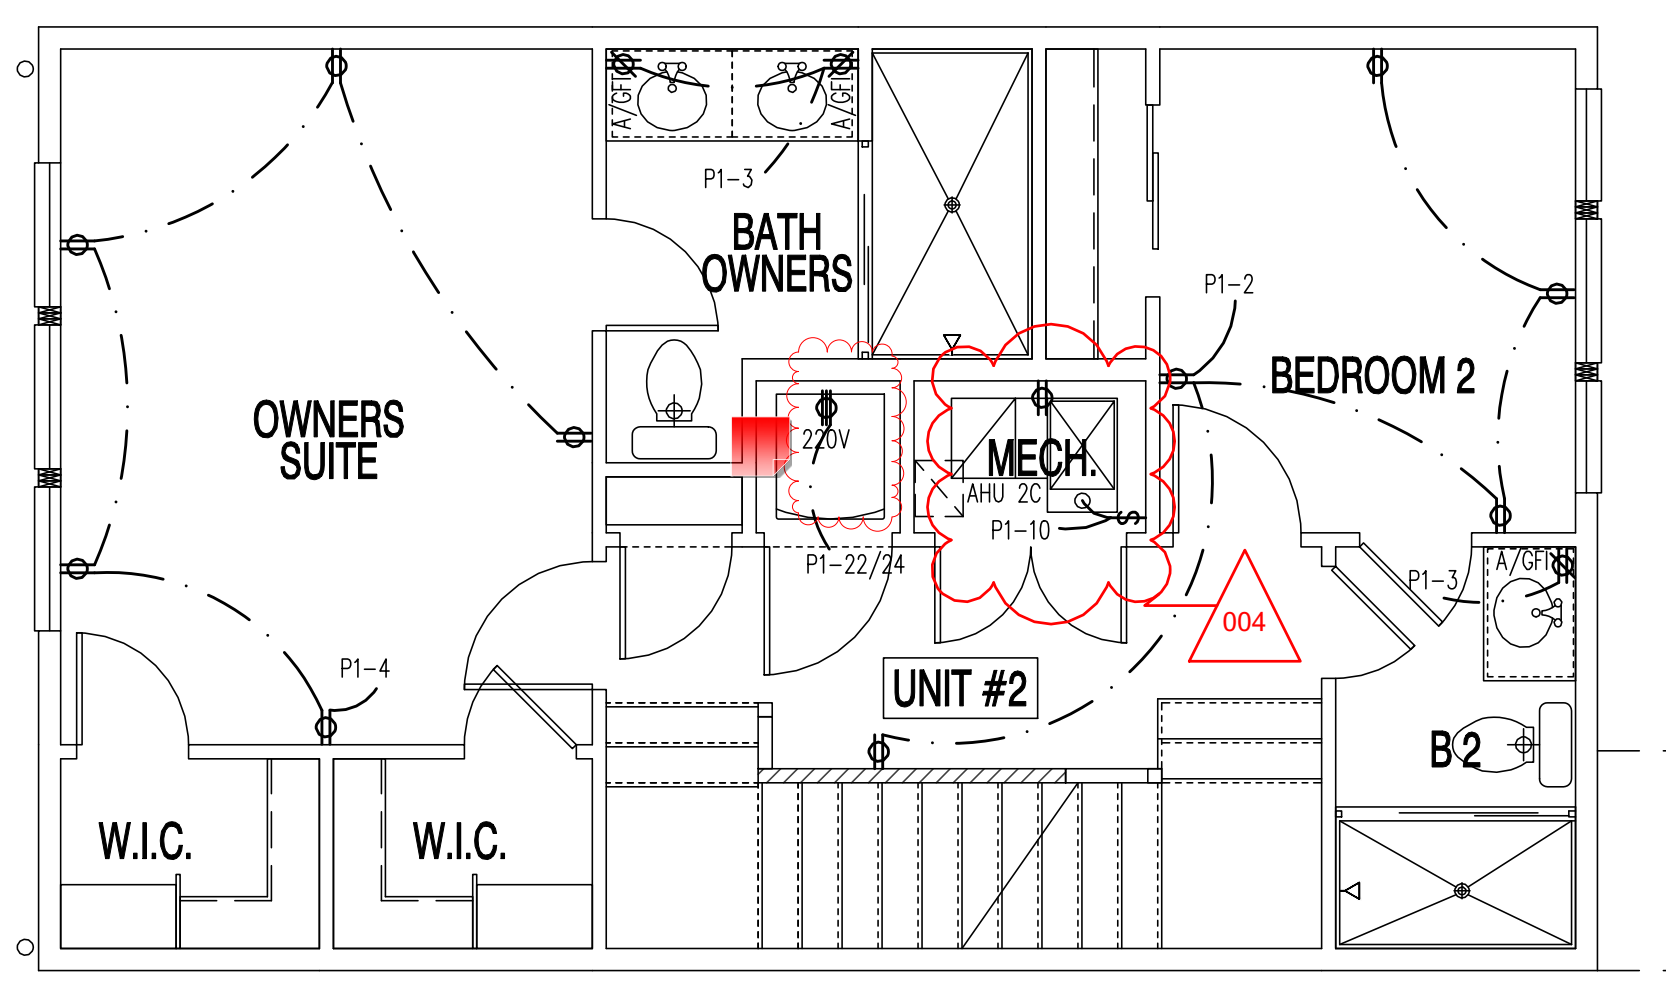 A/GFI
A/GFI
P1-3
BATH
OWNERS
P1-2
BEDROOM 2
OWNERS
SUITE
220V
MECH.
AHU 2C
P1-10
P1-22/24
A/GFI
P1-3
004
P1-4
UNIT #2
B 2
W.I.C.
W.I.C.
S